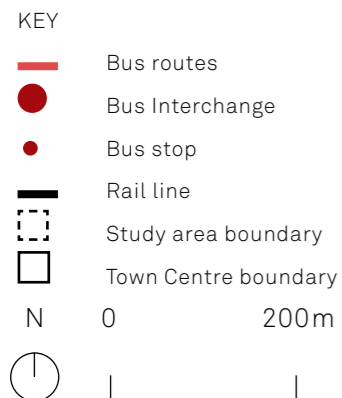 KEY
Bus routes
Bus Interchange
Bus stop
Rail line
Study area boundary
Town Centre boundary
N 0 200m